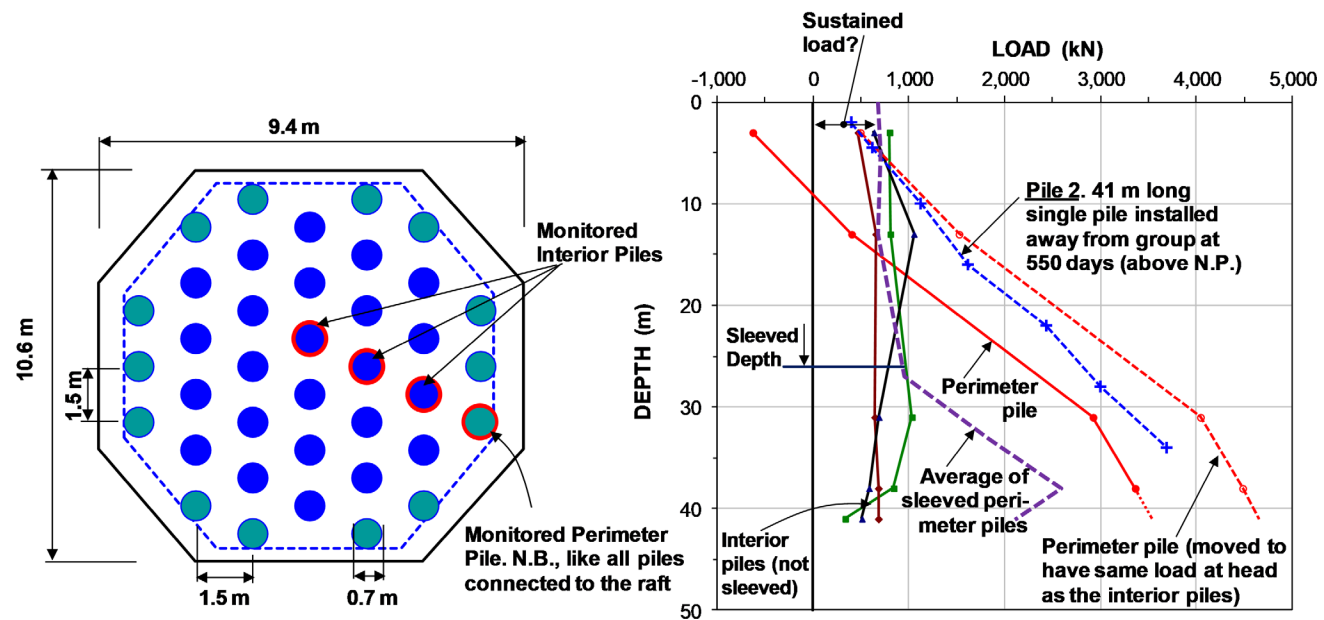 9.4 m
10.6 m
1.5 m
1.5 m
0.7 m
Monitored
Interior Piles
Monitored Perimeter
Pile. N.B., like all piles
connected to the raft
Sustained
load?
LOAD (kN)
-1,000 0 1,000 2,000 3,000 4,000 5,000
DEPTH (m)
0
10
20
30
40
50
Pile 2. 41 m long
single pile installed
away from group at
550 days (above N.P.)
Sleeved
Depth
Perimeter
pile
Average of
sleeved peri-
meter piles
Interior
piles (not
sleeved)
Perimeter pile (moved to
have same load at head
as the interior piles)